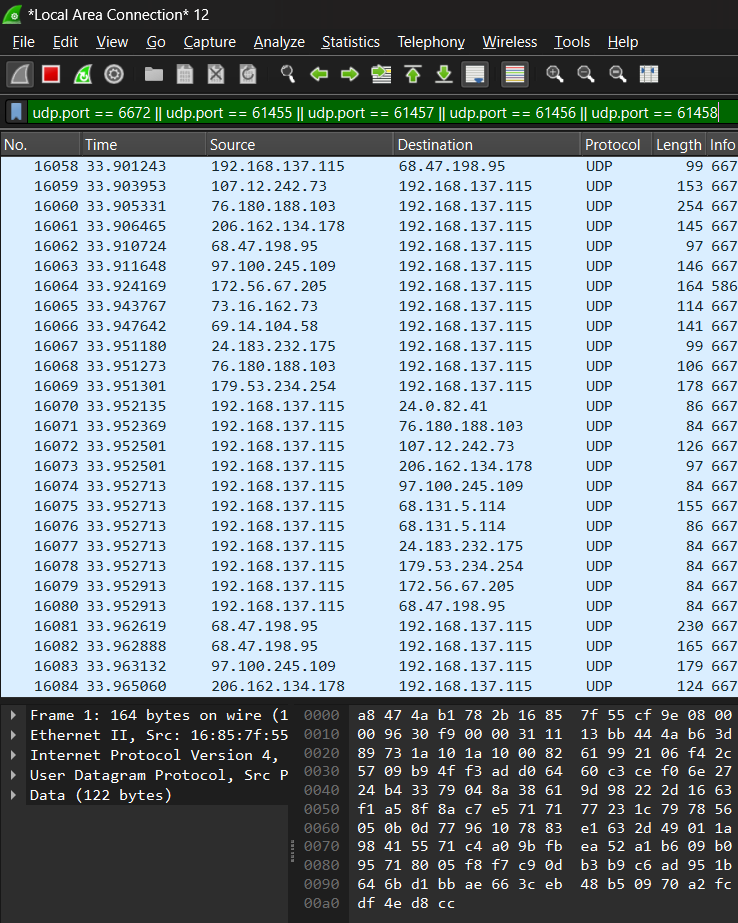 *Local Area Connection* 12
File Edit View Go Capture Analyze Statistics Telephony Wireless Tools Help
udp.port == 6672 || udp.port == 61455 || udp.port == 61457 || udp.port == 61456 || udp.port == 61458
No. Time Source Destination Protocol Length Info
16058 33.901243 192.168.137.115 68.47.198.95 UDP 99 667
16059 33.903953 107.12.242.73 192.168.137.115 UDP 153 667
16060 33.905331 76.180.188.103 192.168.137.115 UDP 254 667
16061 33.906465 206.162.134.178 192.168.137.115 UDP 145 667
16062 33.910724 68.47.198.95 192.168.137.115 UDP 97 667
16063 33.911648 97.100.245.109 192.168.137.115 UDP 146 667
16064 33.924169 172.56.67.205 192.168.137.115 UDP 164 586
16065 33.943767 73.16.162.73 192.168.137.115 UDP 114 667
16066 33.947642 69.14.104.58 192.168.137.115 UDP 141 667
16067 33.951180 24.183.232.175 192.168.137.115 UDP 99 667
16068 33.951273 76.180.188.103 192.168.137.115 UDP 106 667
16069 33.951301 179.53.234.254 192.168.137.115 UDP 178 667
16070 33.952135 192.168.137.115 24.0.82.41 UDP 86 667
16071 33.952369 192.168.137.115 76.180.188.103 UDP 84 667
16072 33.952501 192.168.137.115 107.12.242.73 UDP 126 667
16073 33.952501 192.168.137.115 206.162.134.178 UDP 97 667
16074 33.952713 192.168.137.115 97.100.245.109 UDP 84 667
16075 33.952713 192.168.137.115 68.131.5.114 UDP 155 667
16076 33.952713 192.168.137.115 68.131.5.114 UDP 86 667
16077 33.952713 192.168.137.115 24.183.232.175 UDP 84 667
16078 33.952713 192.168.137.115 179.53.234.254 UDP 84 667
16079 33.952913 192.168.137.115 172.56.67.205 UDP 84 667
16080 33.952913 192.168.137.115 68.47.198.95 UDP 84 667
16081 33.962619 68.47.198.95 192.168.137.115 UDP 230 667
16082 33.962888 68.47.198.95 192.168.137.115 UDP 165 667
16083 33.963132 97.100.245.109 192.168.137.115 UDP 179 667
16084 33.965060 206.162.134.178 192.168.137.115 UDP 124 667
Frame 1: 164 bytes on wire (1
Ethernet II, Src: 16:85:7f:55
Internet Protocol Version 4,
User Datagram Protocol, Src P
Data (122 bytes)
0000 a8 47 4a b1 78 2b 16 85 7f 55 cf 9e 08 00
0010 00 96 30 f9 00 00 31 11 13 bb 44 4a b6 3d
0020 89 73 1a 10 1a 10 00 82 61 99 21 06 f4 2c
0030 57 09 b9 4f f3 ad d0 64 60 c3 ce f0 6e 27
0040 24 b4 33 79 04 8a 38 61 9d 98 22 2d 16 63
0050 f1 a5 8f 8a c7 e5 71 71 77 23 1c 79 78 56
0060 05 0b 0d 77 96 10 78 83 e1 63 2d 49 01 1a
0070 98 41 55 71 c4 a0 9b fb ea 52 a1 b6 09 b0
0080 95 71 80 05 f8 f7 c9 0d b3 b9 c6 ad 95 1b
0090 64 6b d1 bb ae 66 3c eb 48 b5 09 70 a2 fc
00a0 df 4e d8 cc